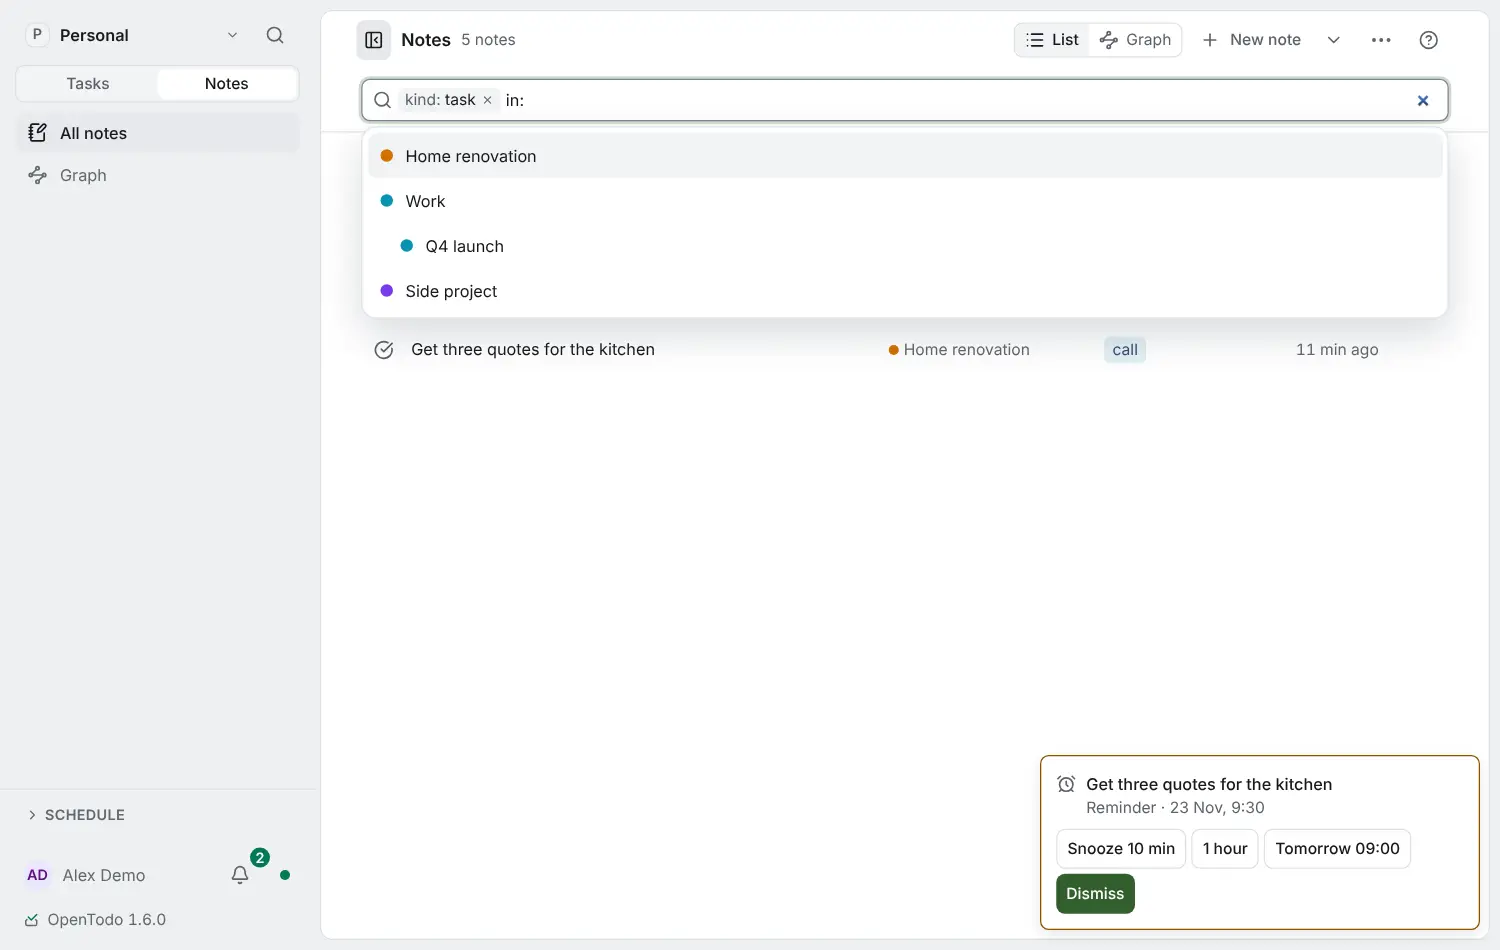 P Personal
Tasks Notes
All notes
Graph
SCHEDULE
AD Alex Demo 2
OpenTodo 1.6.0
Notes 5 notes
List Graph New note
kind: task in:
Home renovation
Work
Q4 launch
Side project
Get three quotes for the kitchen Home renovation call 11 min ago
Get three quotes for the kitchen
Reminder · 23 Nov, 9:30
Snooze 10 min 1 hour Tomorrow 09:00
Dismiss